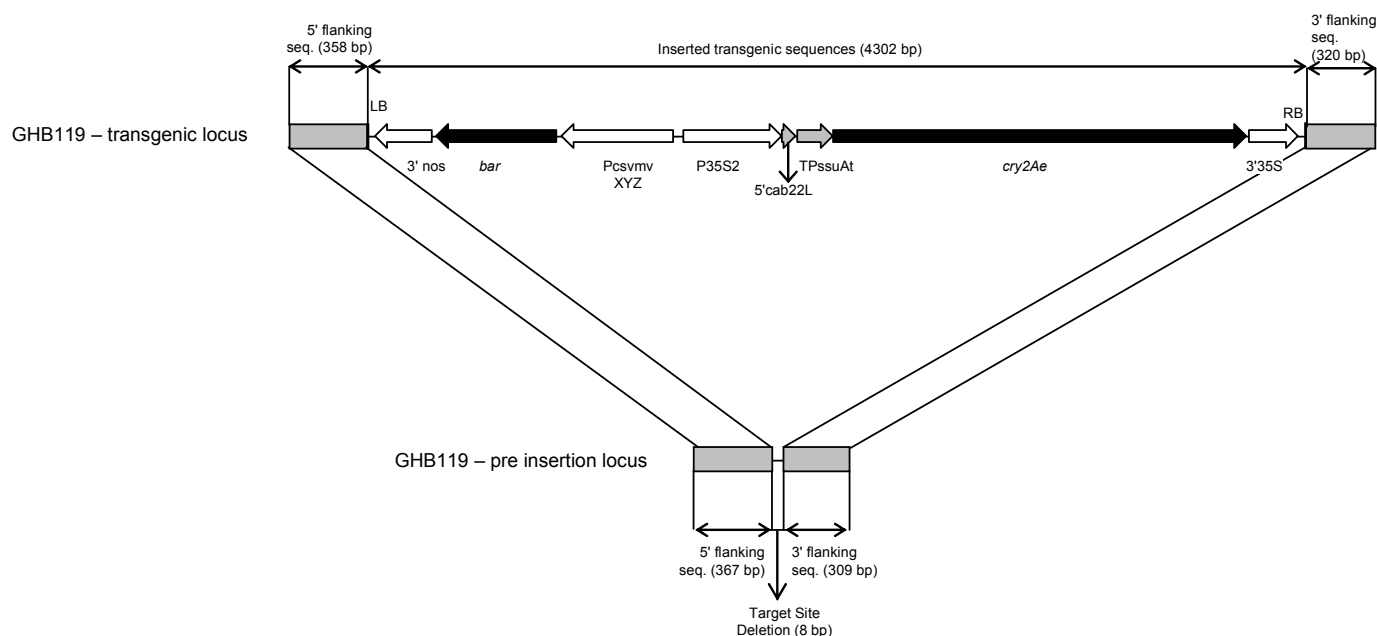 5' flanking
seq. (358 bp)
Inserted transgenic sequences (4302 bp)
3' flanking
seq.
(320 bp)
LB
RB
GHB119 – transgenic locus
3' nos
bar
Pcsvmv
XYZ
P35S2
5'cab22L
TPssuAt
cry2Ae
3'35S
GHB119 – pre insertion locus
5' flanking
seq. (367 bp)
3' flanking
seq. (309 bp)
Target Site
Deletion (8 bp)